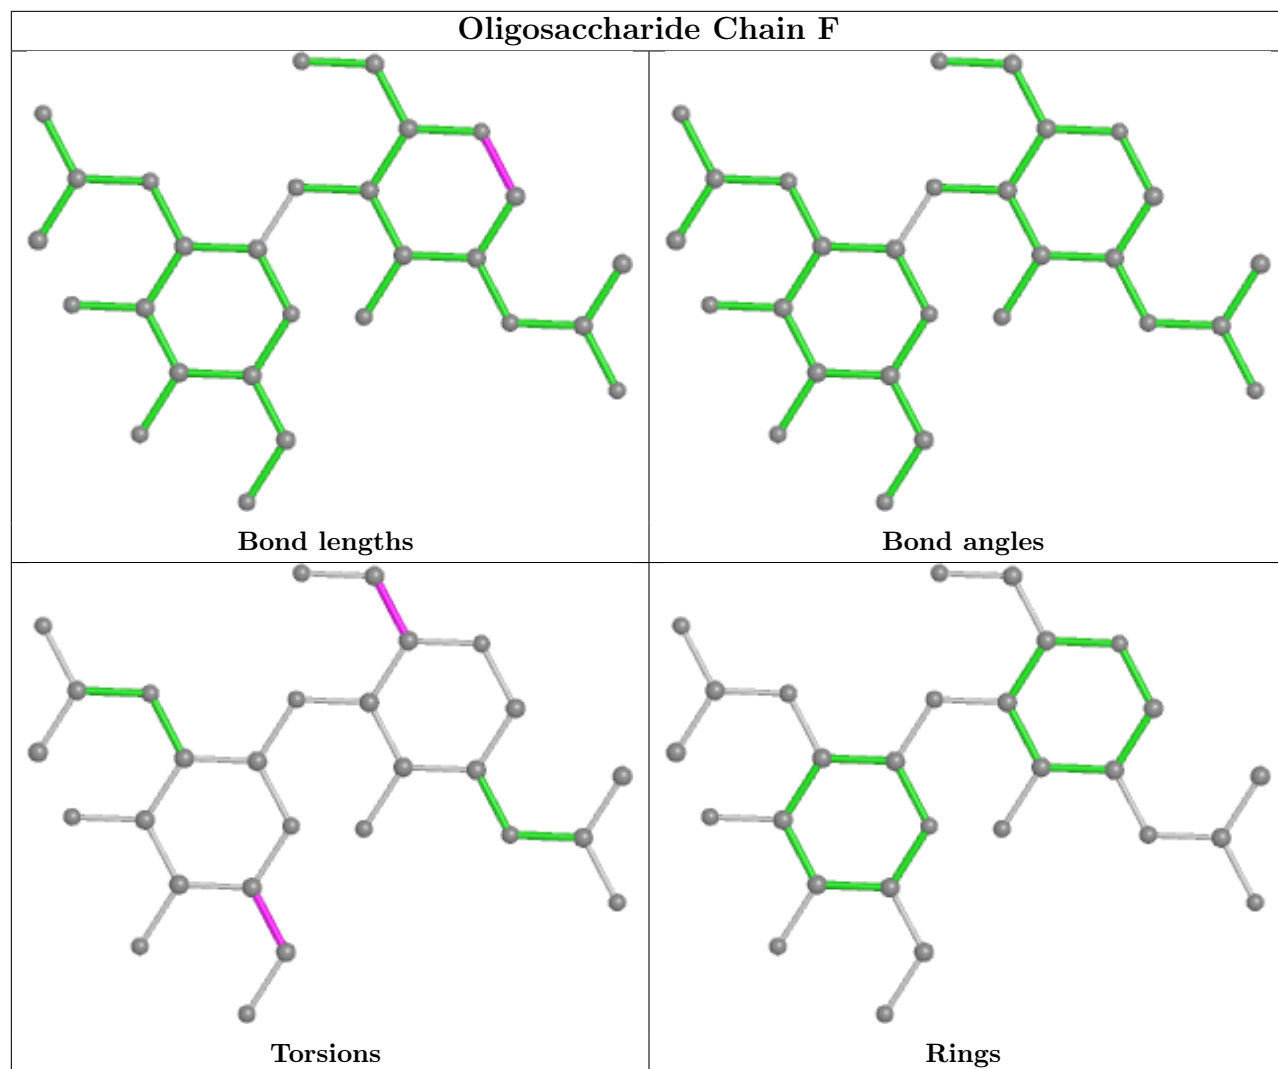 Oligosaccharide Chain F
Bond lengths
Bond angles
Torsions
Rings